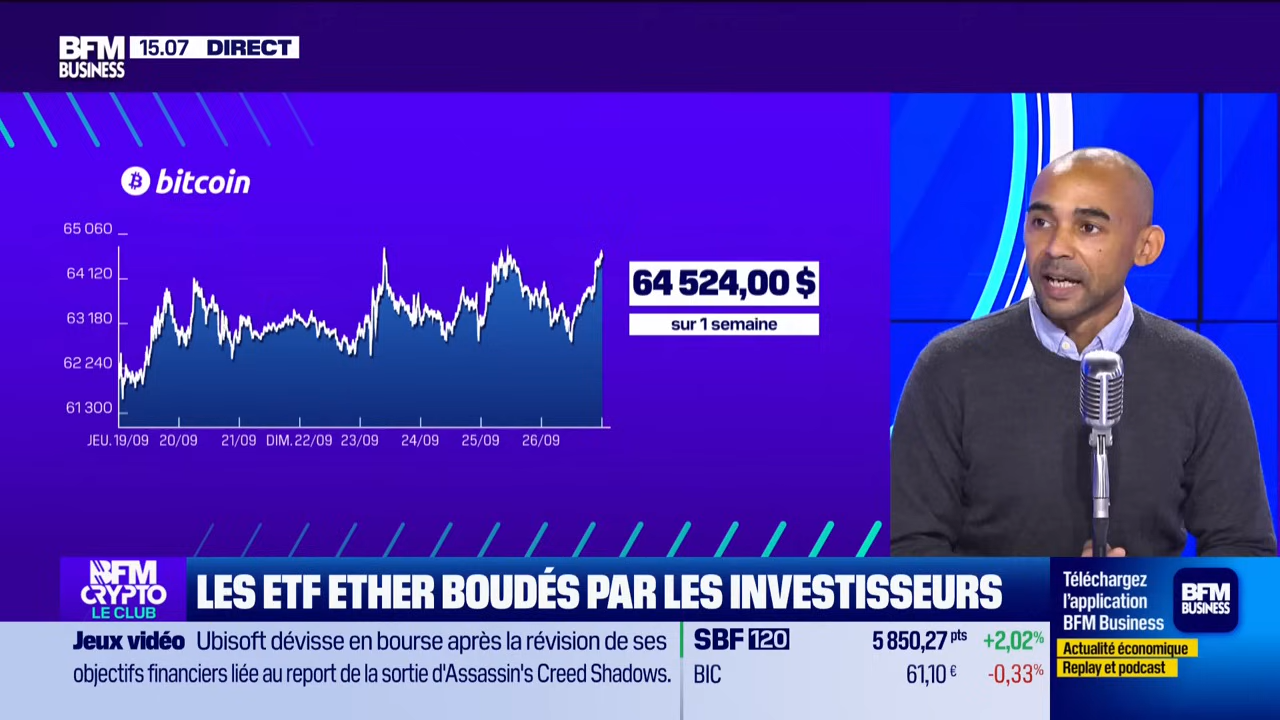 BFM BUSINESS
15.07 DIRECT
bitcoin
65 060
64 120
63 180
62 240
61 300
JEU. 19/09 20/09 21/09 DIM. 22/09 23/09 24/09 25/09 26/09
64 524,00 $
sur 1 semaine
BFM
CRYPTO
LE CLUB
LES ETF ETHER BOUDÉS PAR LES INVESTISSEURS
Jeux vidéo Ubisoft dévisse en bourse après la révision de ses
objectifs financiers liée au report de la sortie d'Assassin's Creed Shadows.
SBF 120 5 850,27 pts +2,02%
BIC 61,10 € -0,33%
Téléchargez
l'application
BFM Business
BFM
BUSINESS
Actualité économique
Replay et podcast